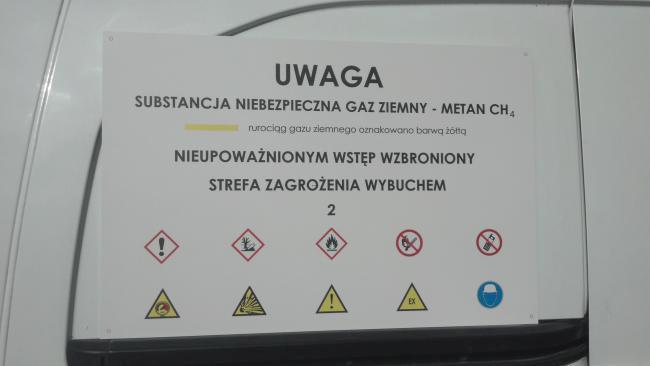 UWAGA
SUBSTANCJA NIEBEZPIECZNA GAZ ZIEMNY - METAN CH₄
rurociąg gazu ziemnego oznakowano barwą żółtą
NIEUPOWAŻNIONYM WSTĘP WZBRONIONY
STREFA ZAGROŻENIA WYBUCHEM
2
EX